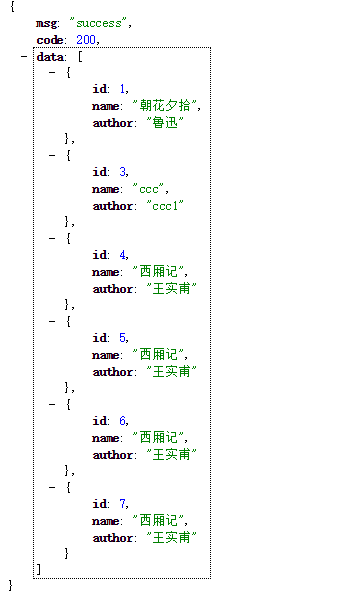 {
msg: "success",
code: 200,
- data: [
- {
id: 1,
name: "朝花夕拾",
author: "鲁迅"
},
- {
id: 3,
name: "ccc",
author: "ccc1"
},
- {
id: 4,
name: "西厢记",
author: "王实甫"
},
- {
id: 5,
name: "西厢记",
author: "王实甫"
},
- {
id: 6,
name: "西厢记",
author: "王实甫"
},
- {
id: 7,
name: "西厢记",
author: "王实甫"
}
]
}